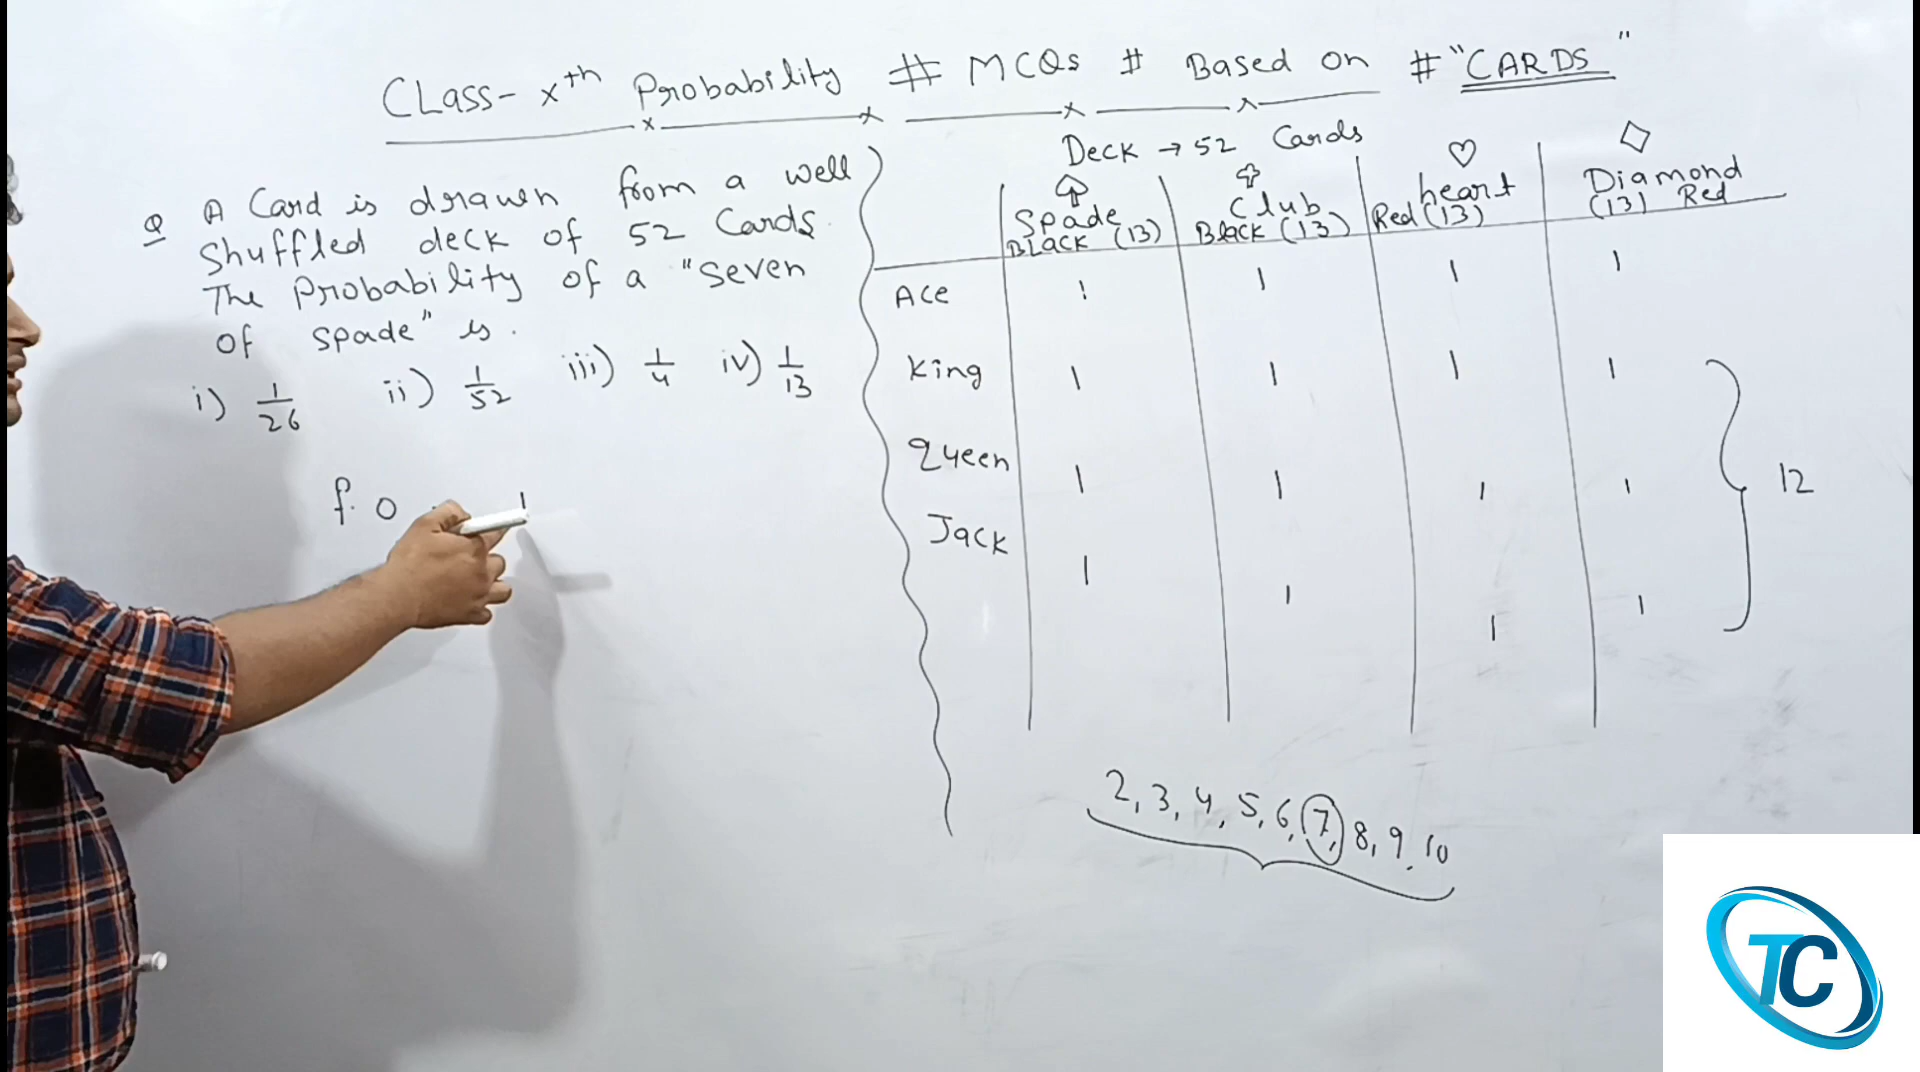 CLass- xth Probability # MCQs # Based on # "CARDS"
Q A Card is drawn from a well
Shuffled deck of 52 Cards.
The Probability of a "Seven
of spade" is.
i) 1/26 ii) 1/52 iii) 1/4 iv) 1/13
f. o
1
Deck → 52 Cards
Spade Club heart Diamond
BLACK (13) Black (13) Red (13) (13) Red
Ace 1 1 1 1
King 1 1 1 1
Queen 1 1 1 1
Jack 1 1 1 1
12
2, 3, 4, 5, 6, 7, 8, 9, 10
TC